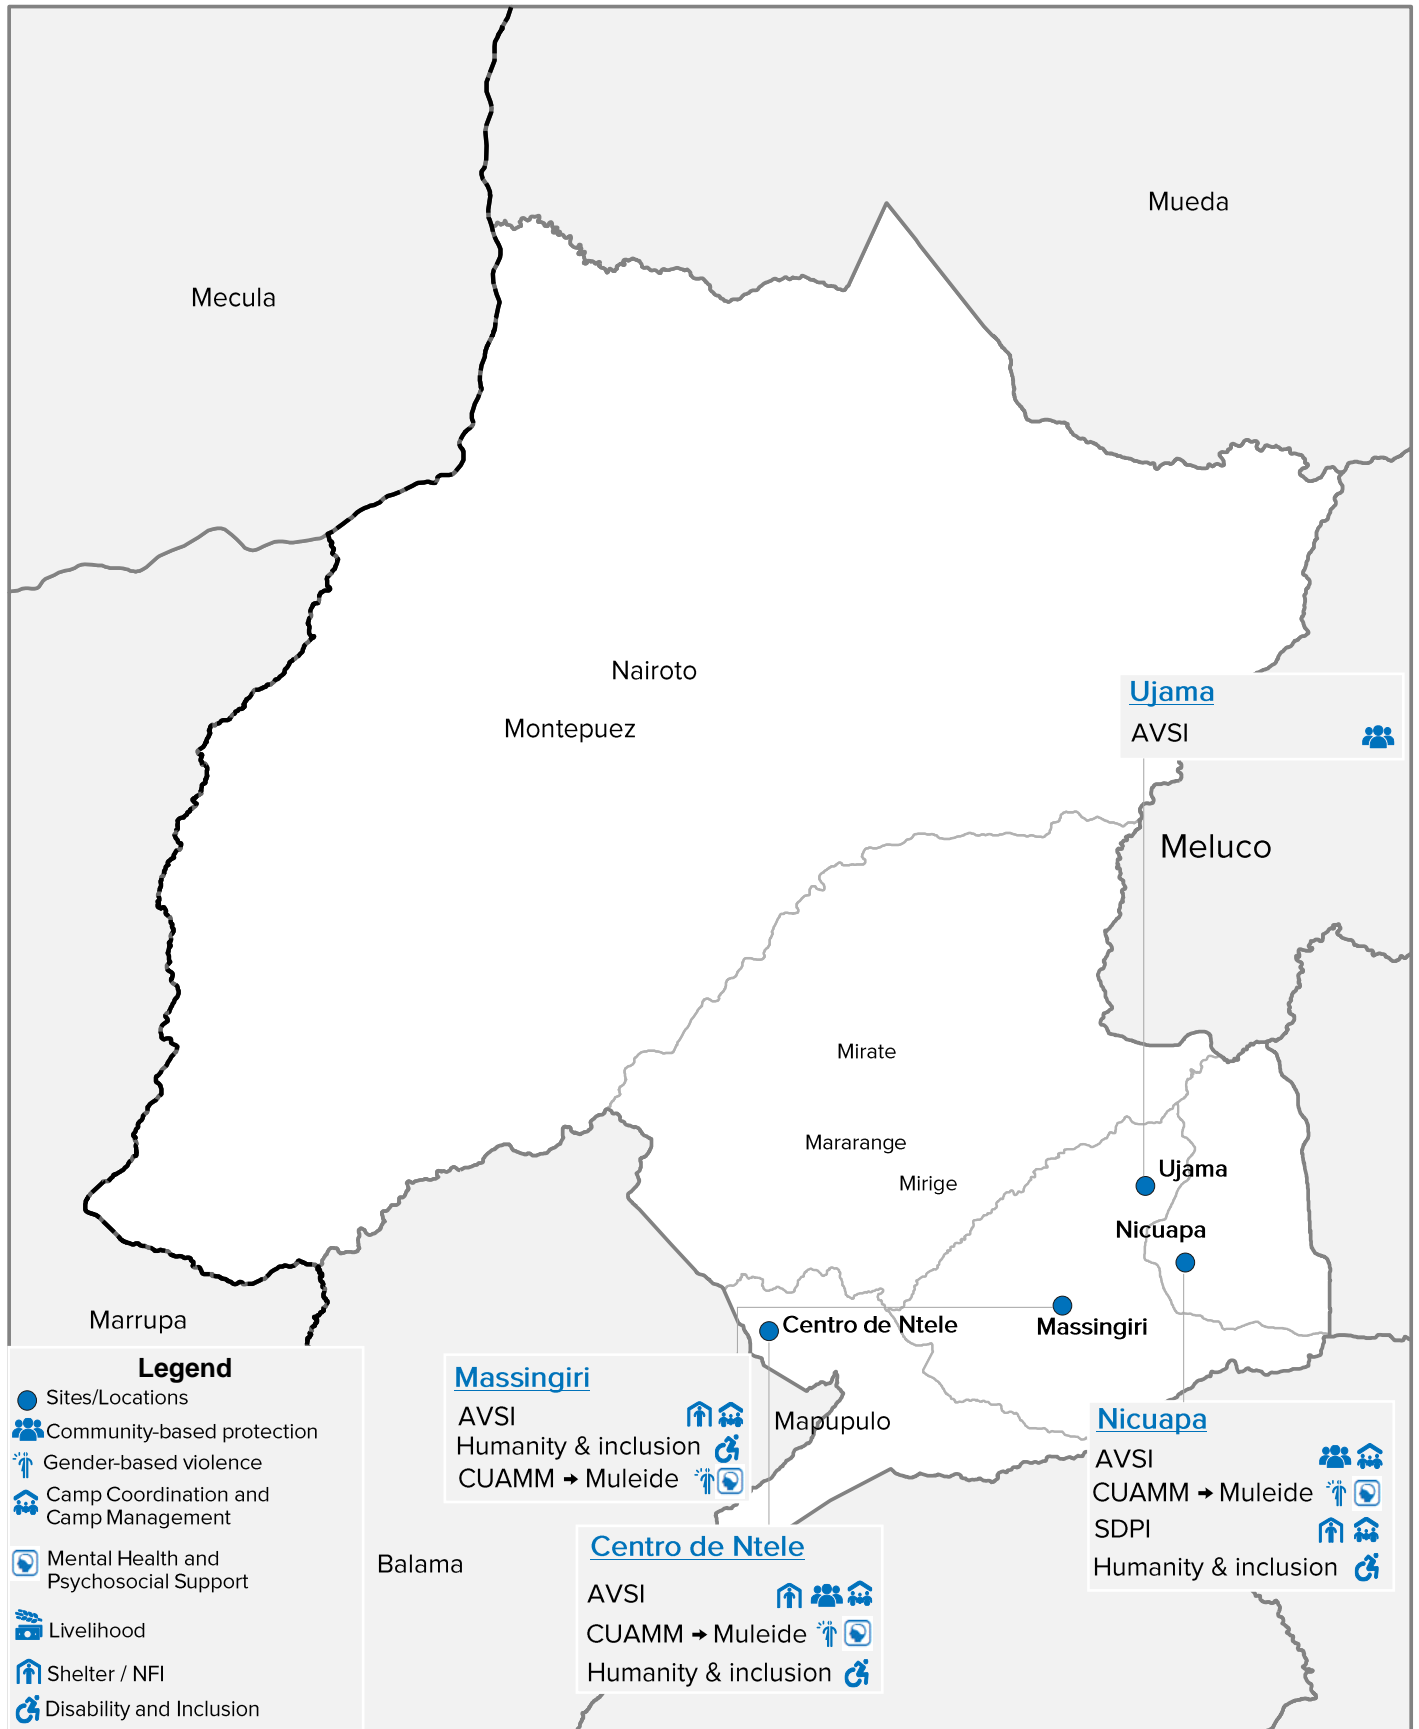 Mueda
Mecula
Nairoto
Montepuez
Ujama
AVSI
Meluco
Mirate
Mararange
Mirige
Ujama
Nicuapa
Massingiri
Centro de Ntele
Marrupa
Mapupulo
Balama
Legend
Sites/Locations
Community-based protection
Gender-based violence
Camp Coordination and
Camp Management
Mental Health and
Psychosocial Support
Livelihood
Shelter / NFI
Disability and Inclusion
Massingiri
AVSI
Humanity & inclusion
CUAMM → Muleide
Centro de Ntele
AVSI
CUAMM → Muleide
Humanity & inclusion
Nicuapa
AVSI
CUAMM → Muleide
SDPI
Humanity & inclusion